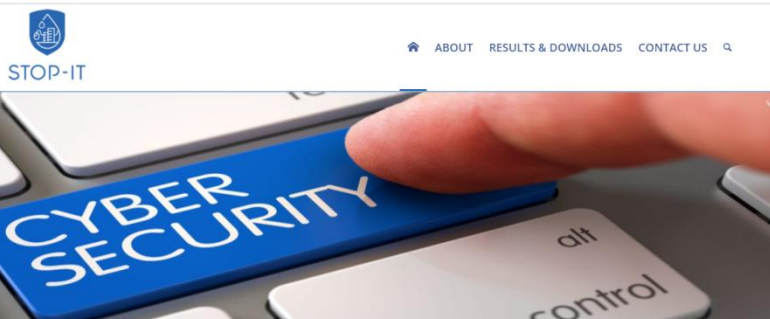 STOP-IT
ABOUT RESULTS & DOWNLOADS CONTACT US
CYBER
SECURITY
alt
control